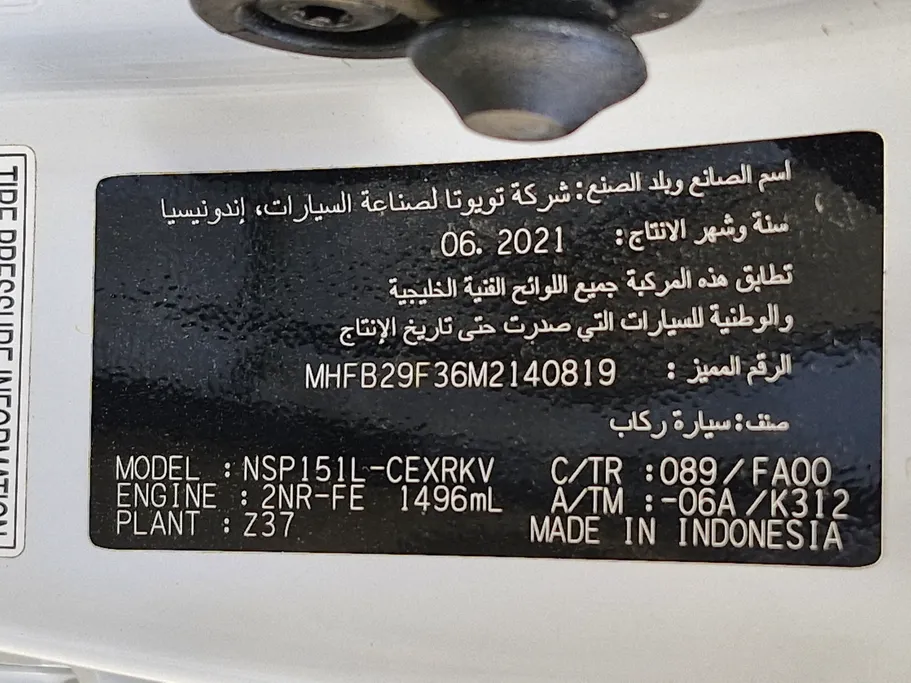 اسم الصانع وبلد الصنع: شركة تويوتا لصناعة السيارات، إندونيسيا
سنة وشهر الانتاج: 06. 2021
تطابق هذه المركبة جميع اللوائح الفنية الخليجية
والوطنية للسيارات التي صدرت حتى تاريخ الإنتاج
الرقم المميز : MHFB29F36M2140819
صنف: سيارة ركاب
MODEL : NSP151L-CEXRKV C/TR :089/FA00
ENGINE : 2NR-FE 1496mL A/TM :-06A/K312
PLANT : Z37 MADE IN INDONESIA
TIRE PRESSURE INFORMATION